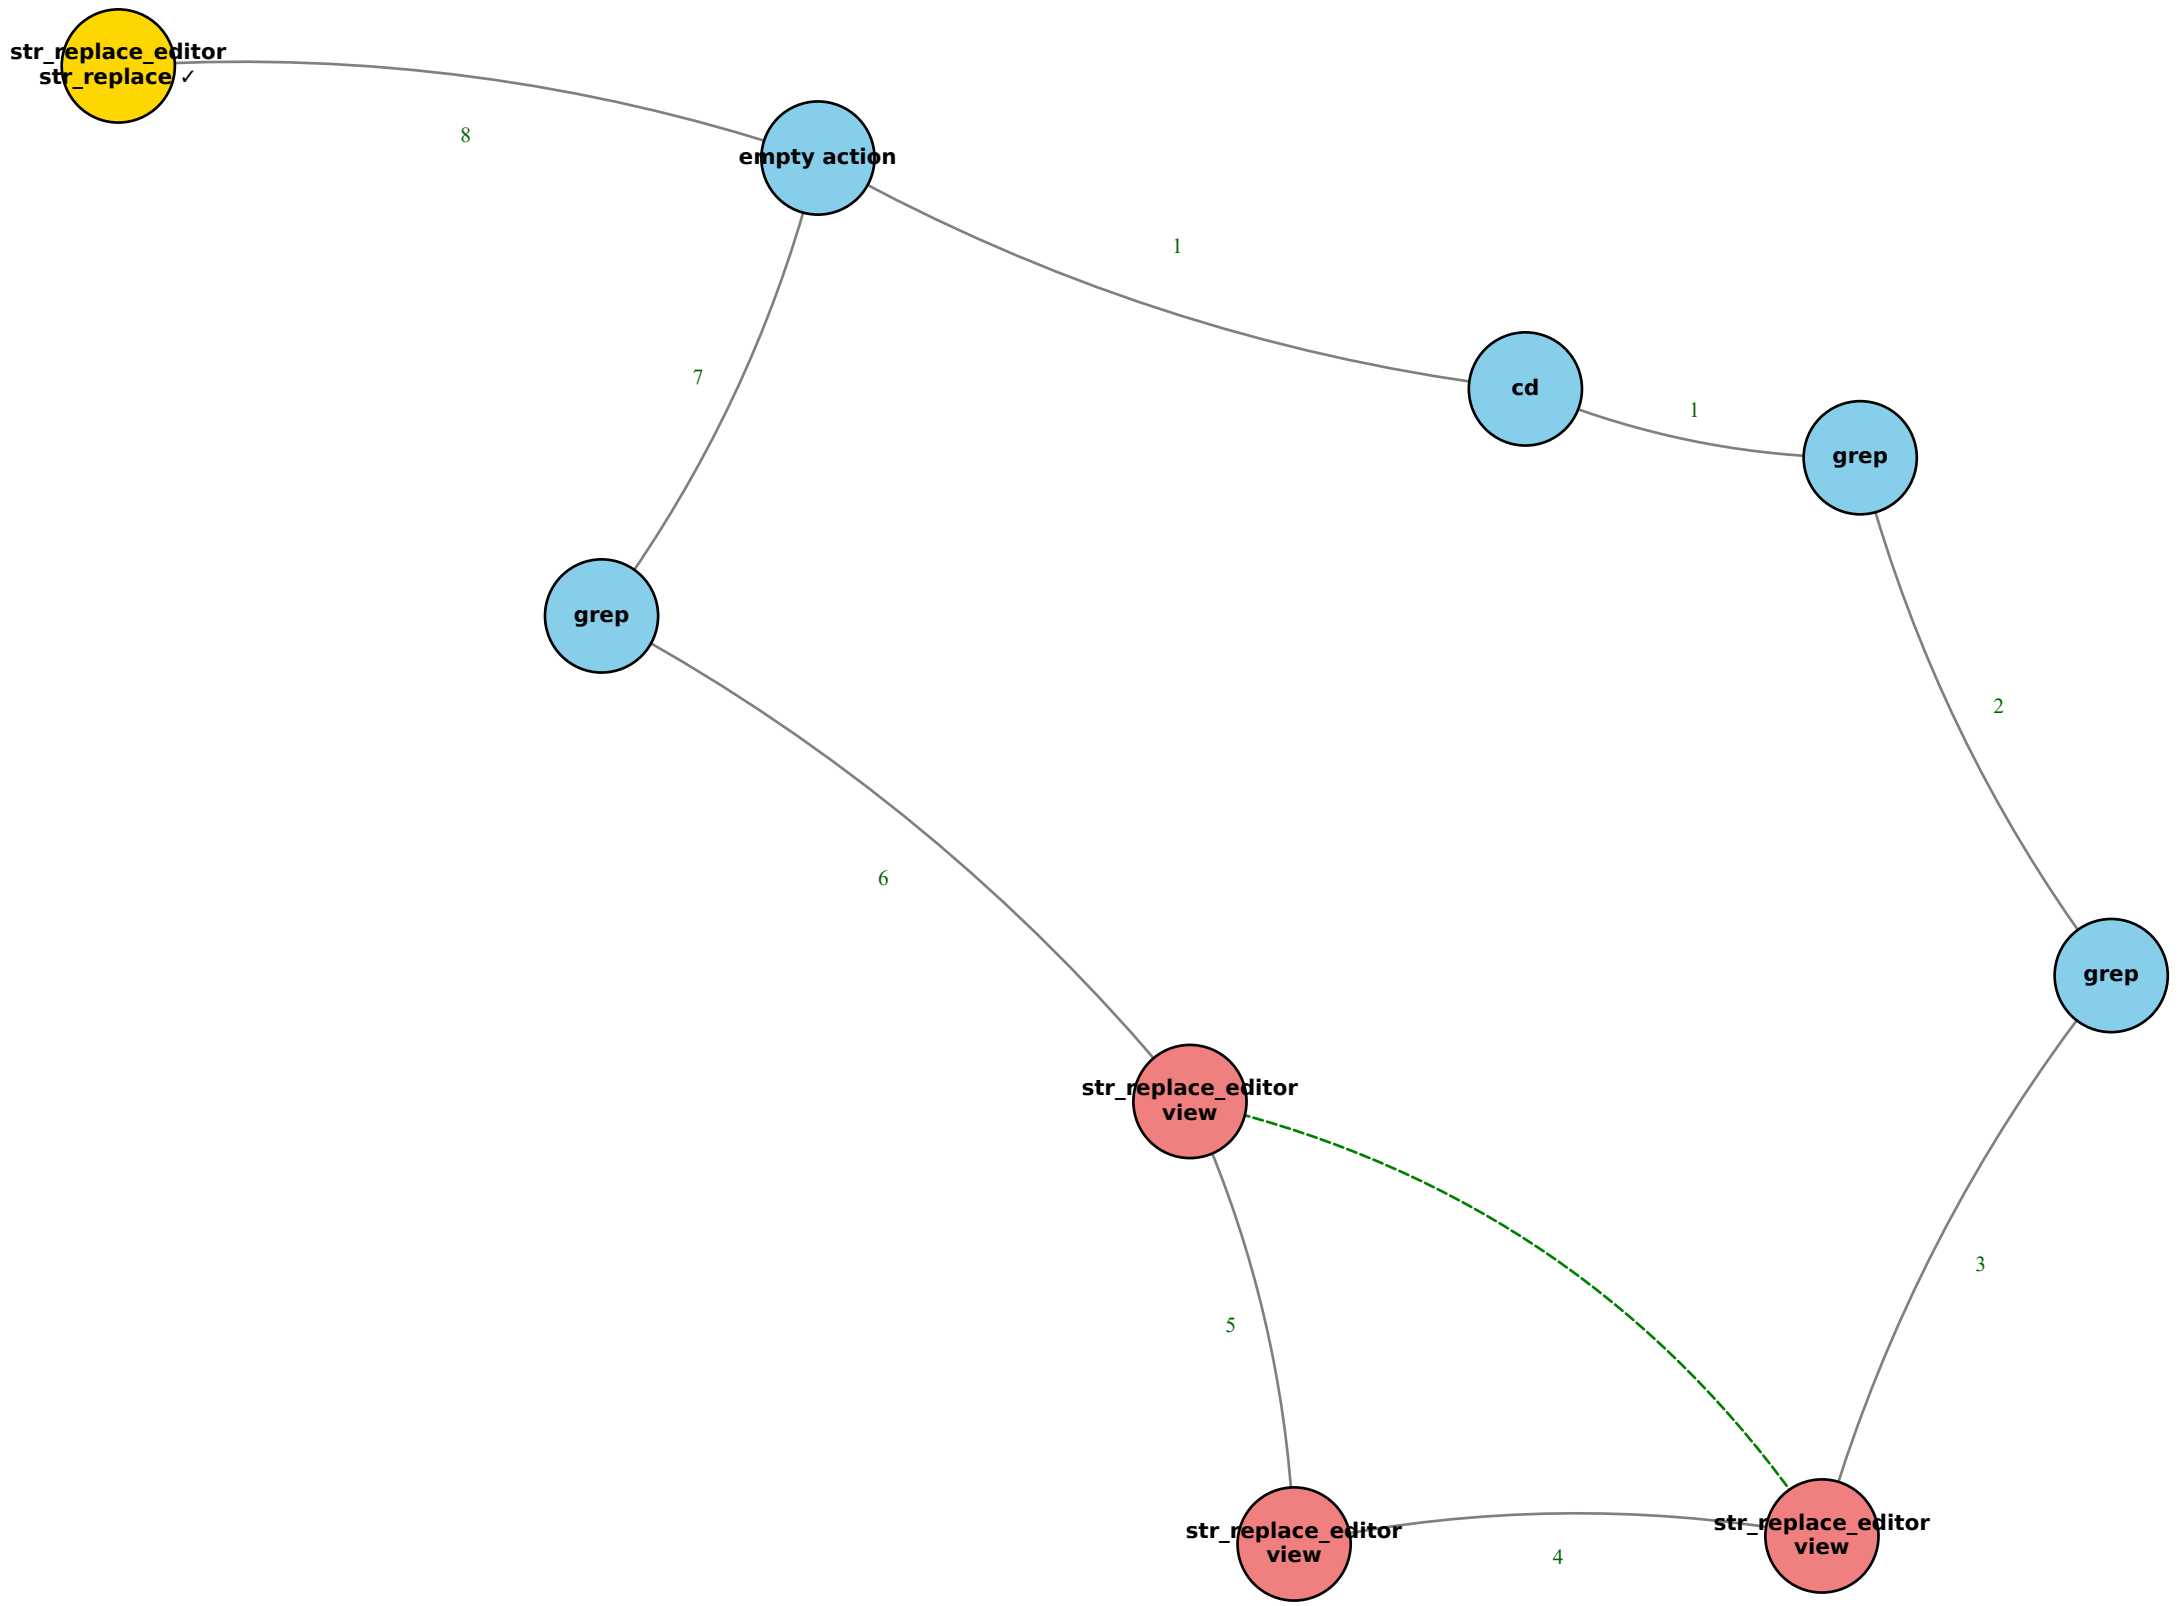 str_replace_editor
str_replace ✓
8
empty action
1
7
cd
1
grep
grep
2
6
grep
str_replace_editor
view
3
5
str_replace_editor
view
4
str_replace_editor
view